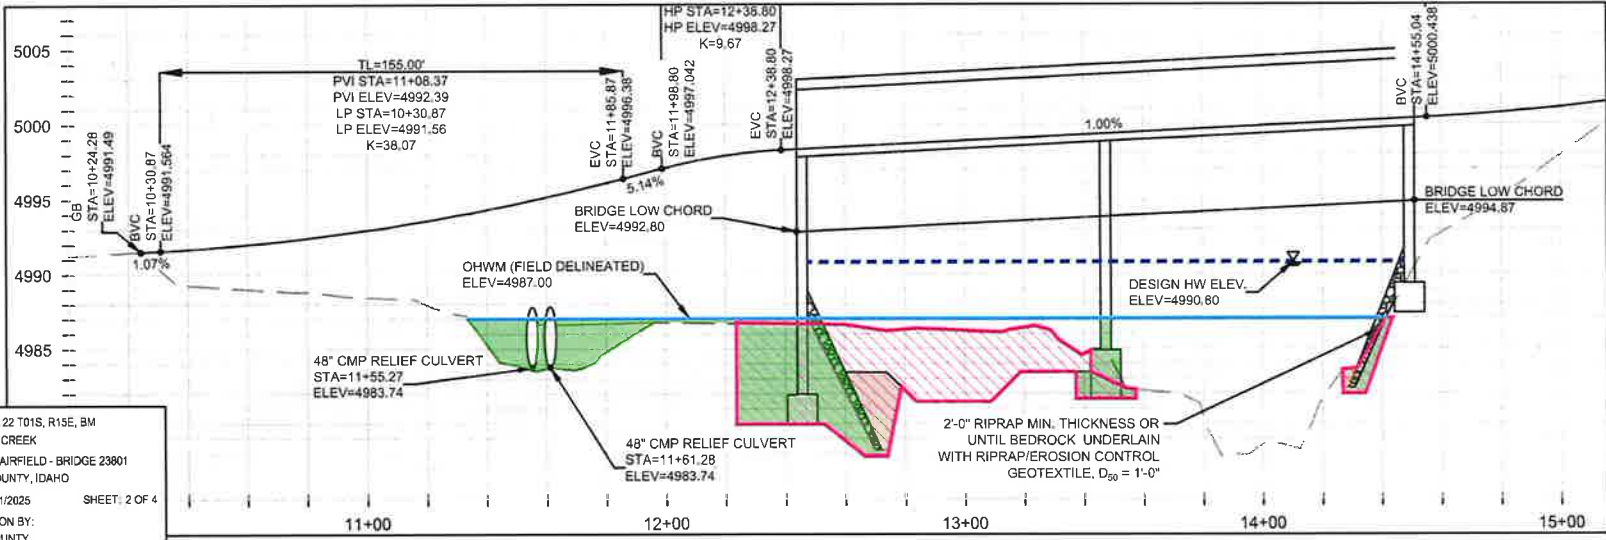 5005
5000
4995
4990
4985
GB
STA=10+24.28
ELEV=4991.49
BVC
STA=10+30.87
ELEV=4991.564
1.07%
TL=155.00'
PVI STA=11+08.37
PVI ELEV=4992.39
LP STA=10+30.87
LP ELEV=4991.56
K=38.07
EVC
STA=11+85.87
ELEV=4996.38
5.14%
BVC
STA=11+98.80
ELEV=4997.042
HP STA=12+38.80
HP ELEV=4998.27
K=9.67
EVC
STA=12+38.80
ELEV=4998.27
1.00%
BVC
STA=14+55.04
ELEV=5000.438
BRIDGE LOW CHORD
ELEV=4992.80
BRIDGE LOW CHORD
ELEV=4994.87
OHWM (FIELD DELINEATED)
ELEV=4987.00
DESIGN HW ELEV.
ELEV=4990.80
48" CMP RELIEF CULVERT
STA=11+55.27
ELEV=4983.74
48" CMP RELIEF CULVERT
STA=11+61.28
ELEV=4983.74
2'-0" RIPRAP MIN. THICKNESS OR
UNTIL BEDROCK UNDERLAIN
WITH RIPRAP/EROSION CONTROL
GEOTEXTILE, D50 = 1'-0"
22 T01S, R15E, BM
CREEK
AIRFIELD - BRIDGE 23801
OUNTY, IDAHO
1/2025 SHEET: 2 OF 4
ON BY:
OUNTY
11+00
12+00
13+00
14+00
15+00